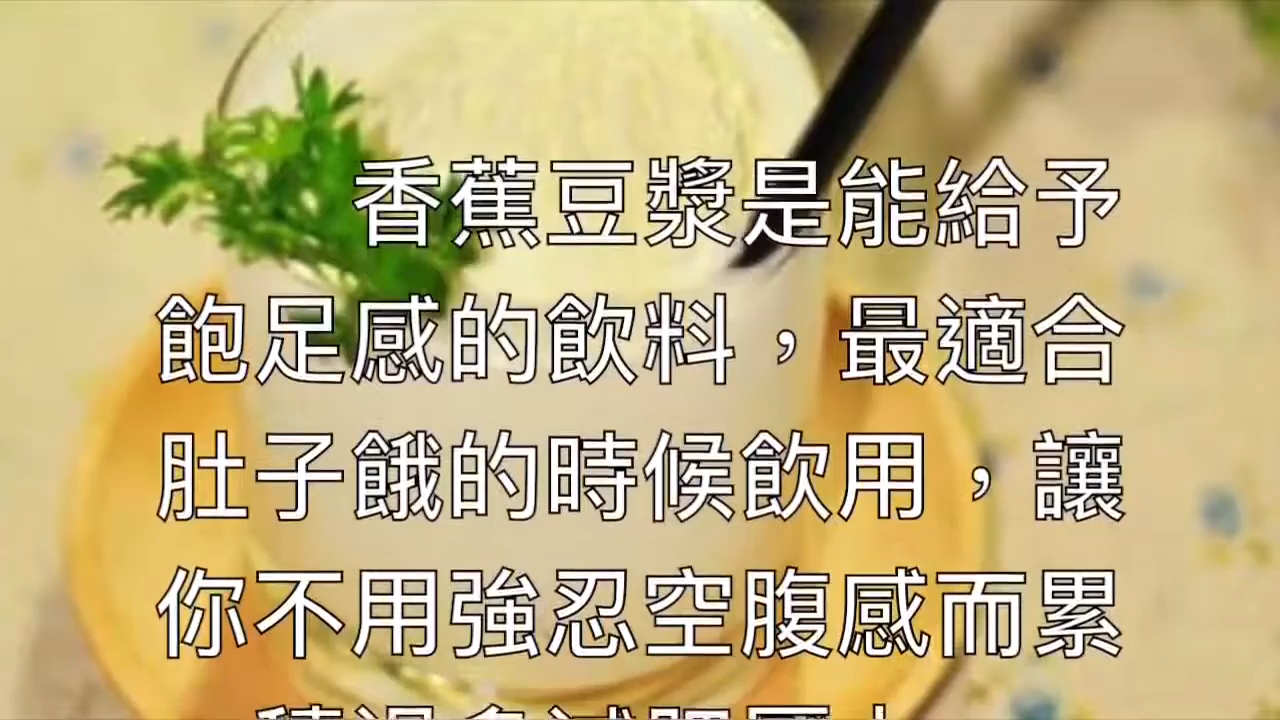 香蕉豆漿是能給予
飽足感的飲料，最適合
肚子餓的時候飲用，讓
你不用強忍空腹感而累